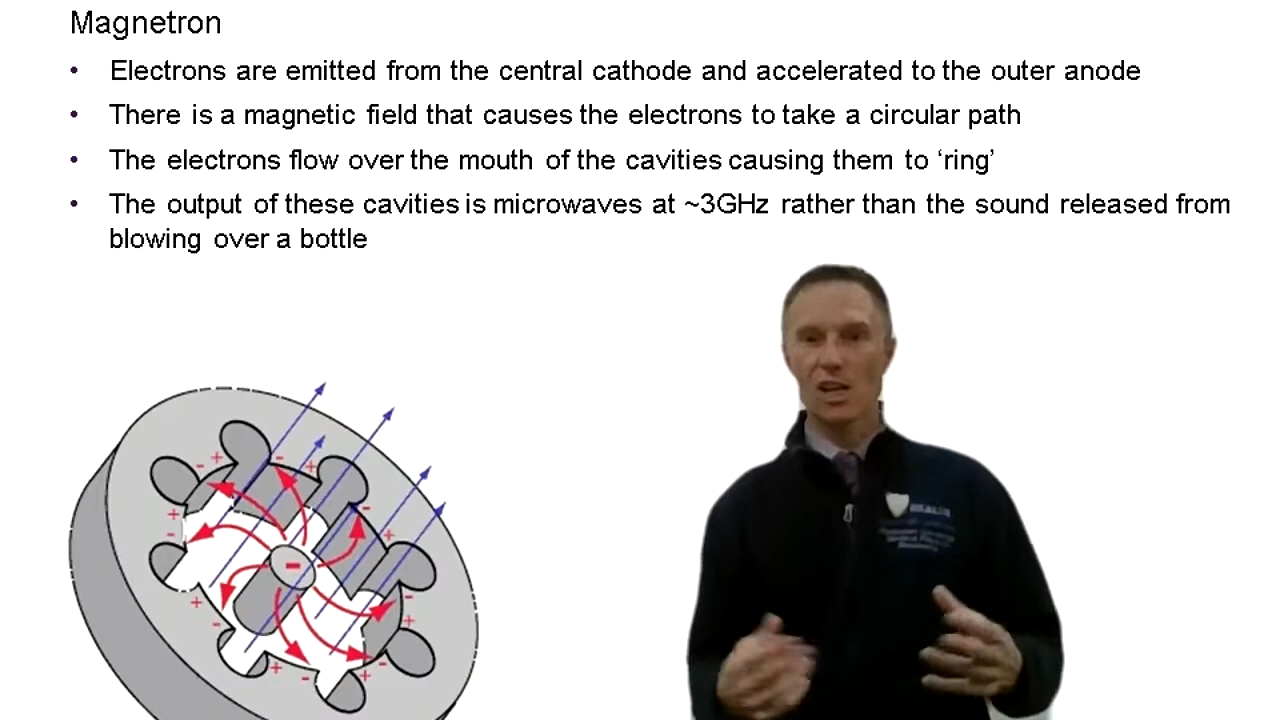 Magnetron
• Electrons are emitted from the central cathode and accelerated to the outer anode
• There is a magnetic field that causes the electrons to take a circular path
• The electrons flow over the mouth of the cavities causing them to ‘ring’
• The output of these cavities is microwaves at ~3GHz rather than the sound released from
blowing over a bottle